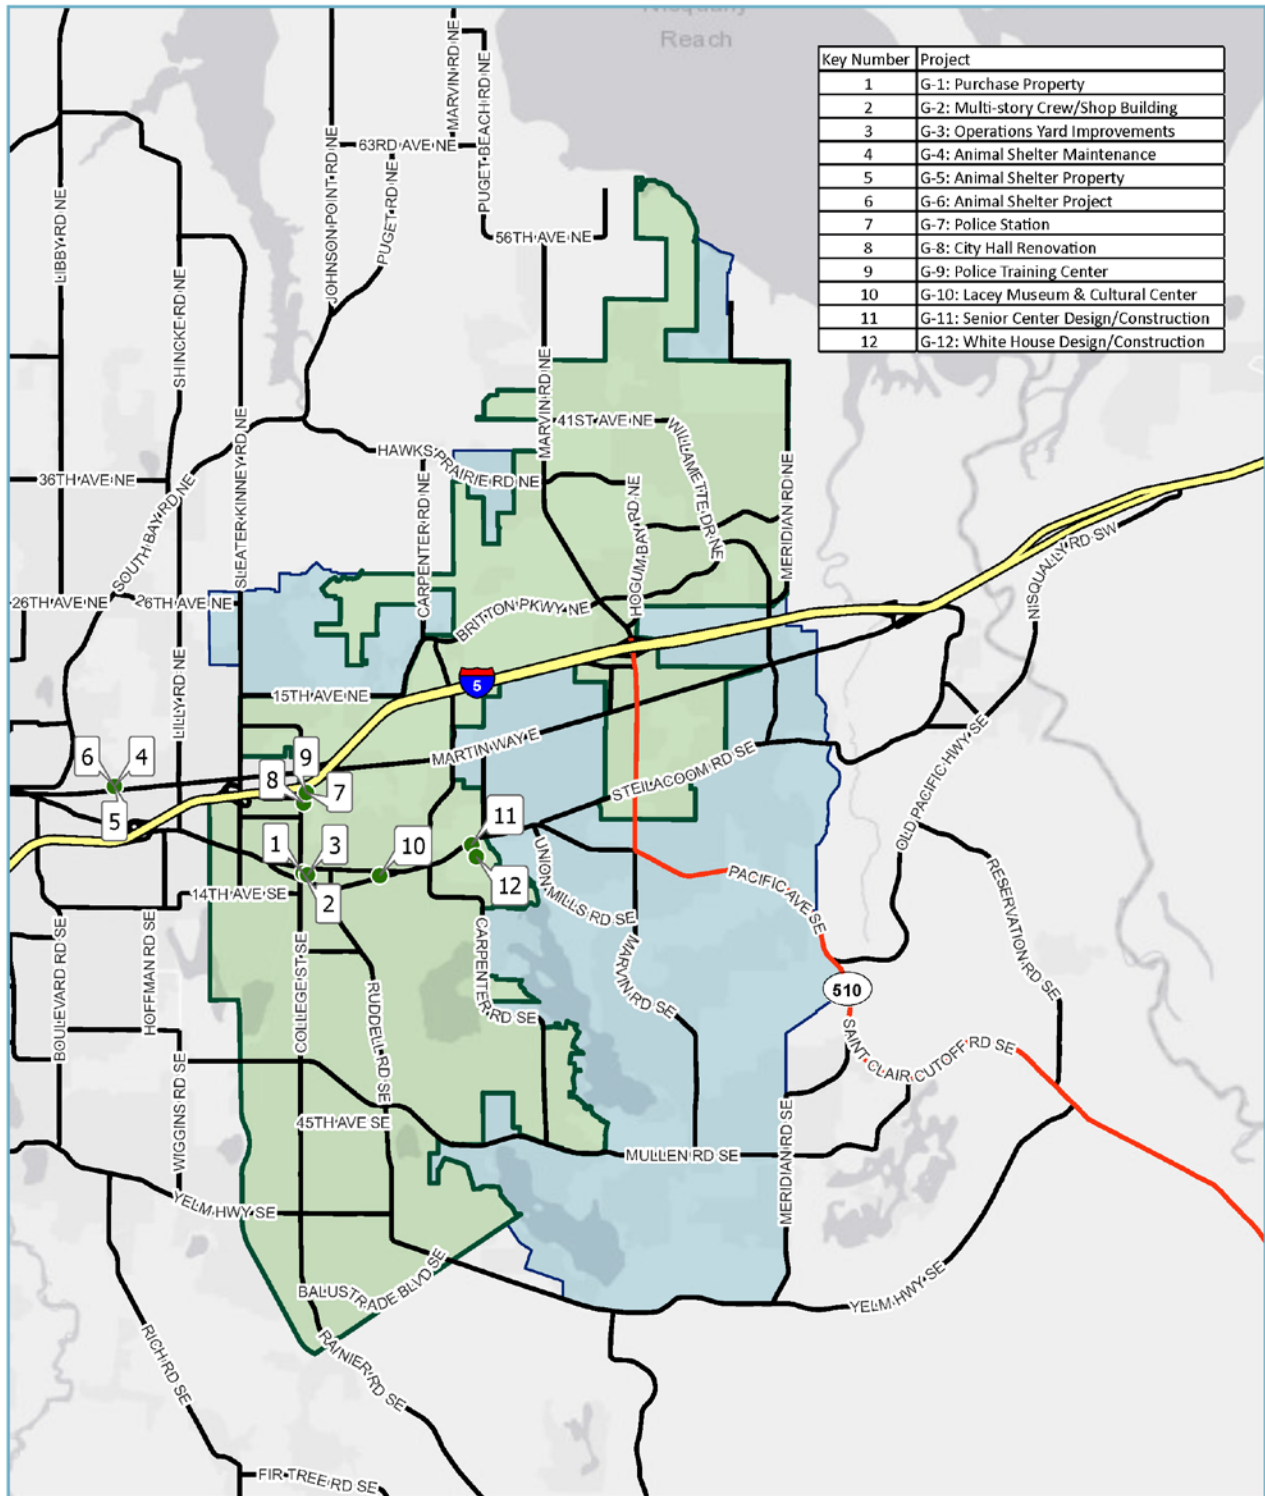 Nisqually
Reach
Key Number Project
1 G-1: Purchase Property
2 G-2: Multi-story Crew/Shop Building
3 G-3: Operations Yard Improvements
4 G-4: Animal Shelter Maintenance
5 G-5: Animal Shelter Property
6 G-6: Animal Shelter Project
7 G-7: Police Station
8 G-8: City Hall Renovation
9 G-9: Police Training Center
10 G-10: Lacey Museum & Cultural Center
11 G-11: Senior Center Design/Construction
12 G-12: White House Design/Construction
MARVIN RD NE
PUGET BEACH RD NE
63RD AVE NE
JOHNSON POINT RD NE
PUGET RD NE
LIBBY RD NE
56TH AVE NE
SHINCKE RD NE
MARVIN RD NE
SLEATER KINNEY RD NE
41ST AVE NE
WILLAMETTE DR NE
HAWKS PRAIRIE RD NE
36TH AVE NE
SOUTH BAY RD NE
CARPENTER RD NE
HOGUM BAY RD NE
MERIDIAN RD NE
NISQUALLY RD SW
26TH AVE NE
26TH AVE NE
BRITTON PKWY NE
LILLY RD NE
15TH AVE NE
5
MARTIN WAY E
STEILACOOM RD SE
OLD PACIFIC HWY SE
6
4
9
8
7
5
11
1
3
10
12
2
UNION MILLS RD SE
PACIFIC AVE SE
RESERVATION RD SE
14TH AVE SE
BOULEVARD RD SE
HOFFMAN RD SE
COLLEGE ST SE
RUDDELL RD SE
CARPENTER RD SE
MARVIN RD SE
510
SAINT CLAIR CUTOFF RD SE
WIGGINS RD SE
45TH AVE SE
MULLEN RD SE
MERIDIAN RD SE
YELM HWY SE
BALUSTRADE BLVD SE
YELM HWY SE
RICH RD SE
RAINIER RD SE
FIR TREE RD SE